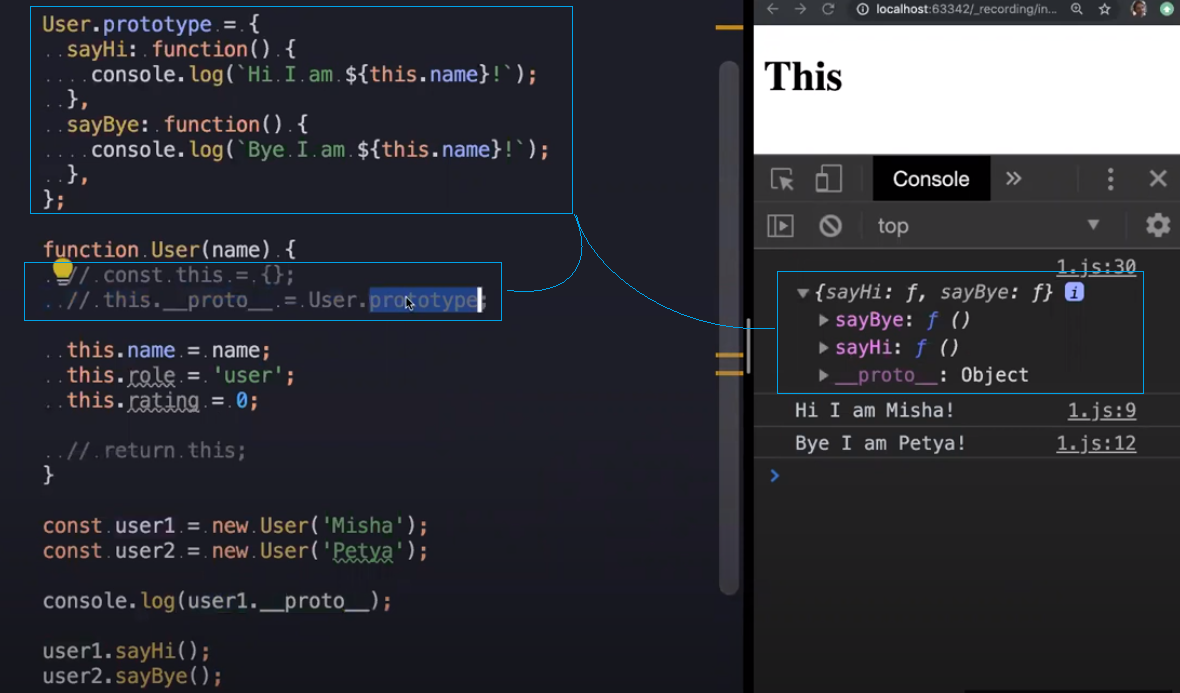 User.prototype = {
  sayHi: function() {
    console.log(`Hi I am ${this.name}!`);
  },
  sayBye: function() {
    console.log(`Bye I am ${this.name}!`);
  },
};
function User(name) {
  // const this = {};
  // this.__proto__ = User.prototype;
  this.name = name;
  this.role = 'user';
  this.rating = 0;
  // return this;
}
const user1 = new User('Misha');
const user2 = new User('Petya');
console.log(user1.__proto__);
user1.sayHi();
user2.sayBye();
localhost:63342/_recording/in...
This
Console
top
1.js:30
{sayHi: ƒ, sayBye: ƒ} i
sayBye: ƒ ()
sayHi: ƒ ()
__proto__: Object
Hi I am Misha! 1.js:9
Bye I am Petya! 1.js:12